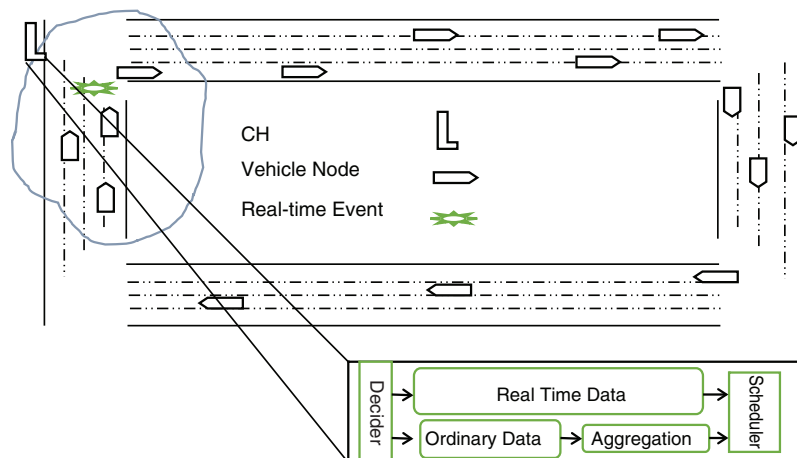 CH
Vehicle Node
Real-time Event
Decider
Real Time Data
Ordinary Data
Aggregation
Scheduler